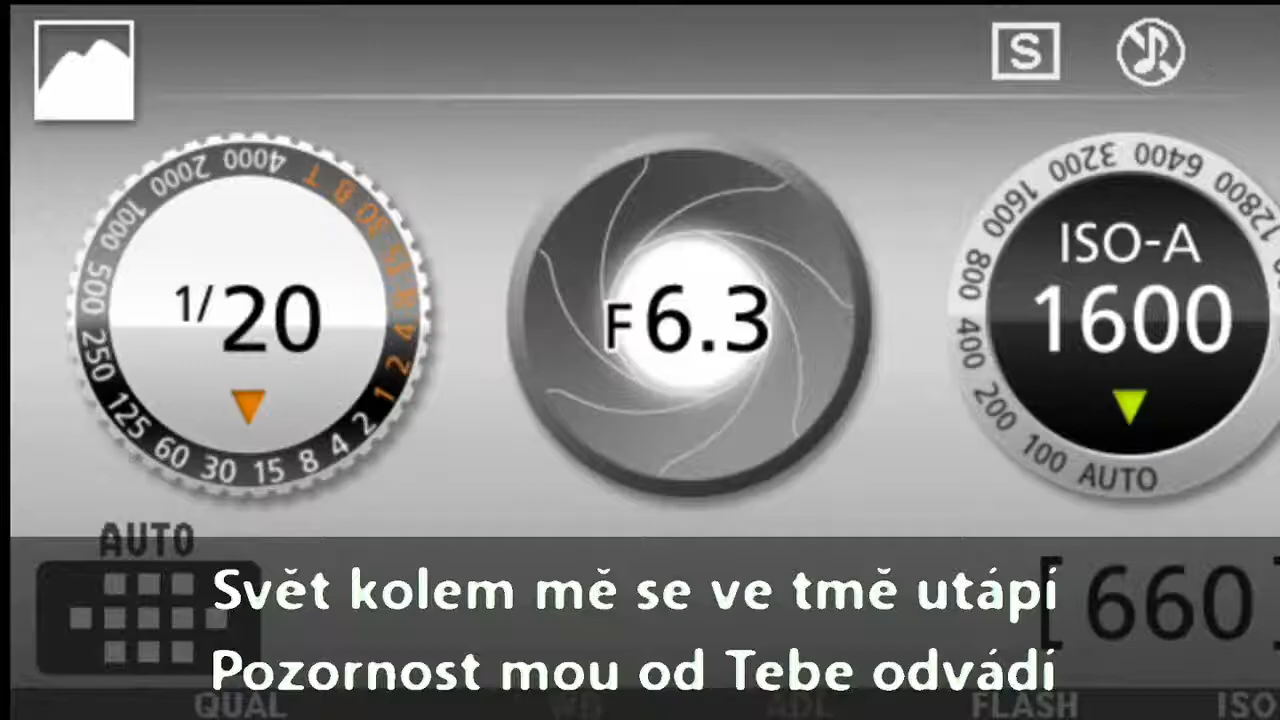 S
4000 2000 1000 500 250 125 60 30 15 8 4 2 1 2 4 8 15 30 B T
1/20
F6.3
100 200 400 800 1600 3200 6400 12800
AUTO
ISO-A
1600
AUTO
[660]
Svět kolem mě se ve tmě utápí
Pozornost mou od Tebe odvádí
QUAL WB ADL FLASH ISO